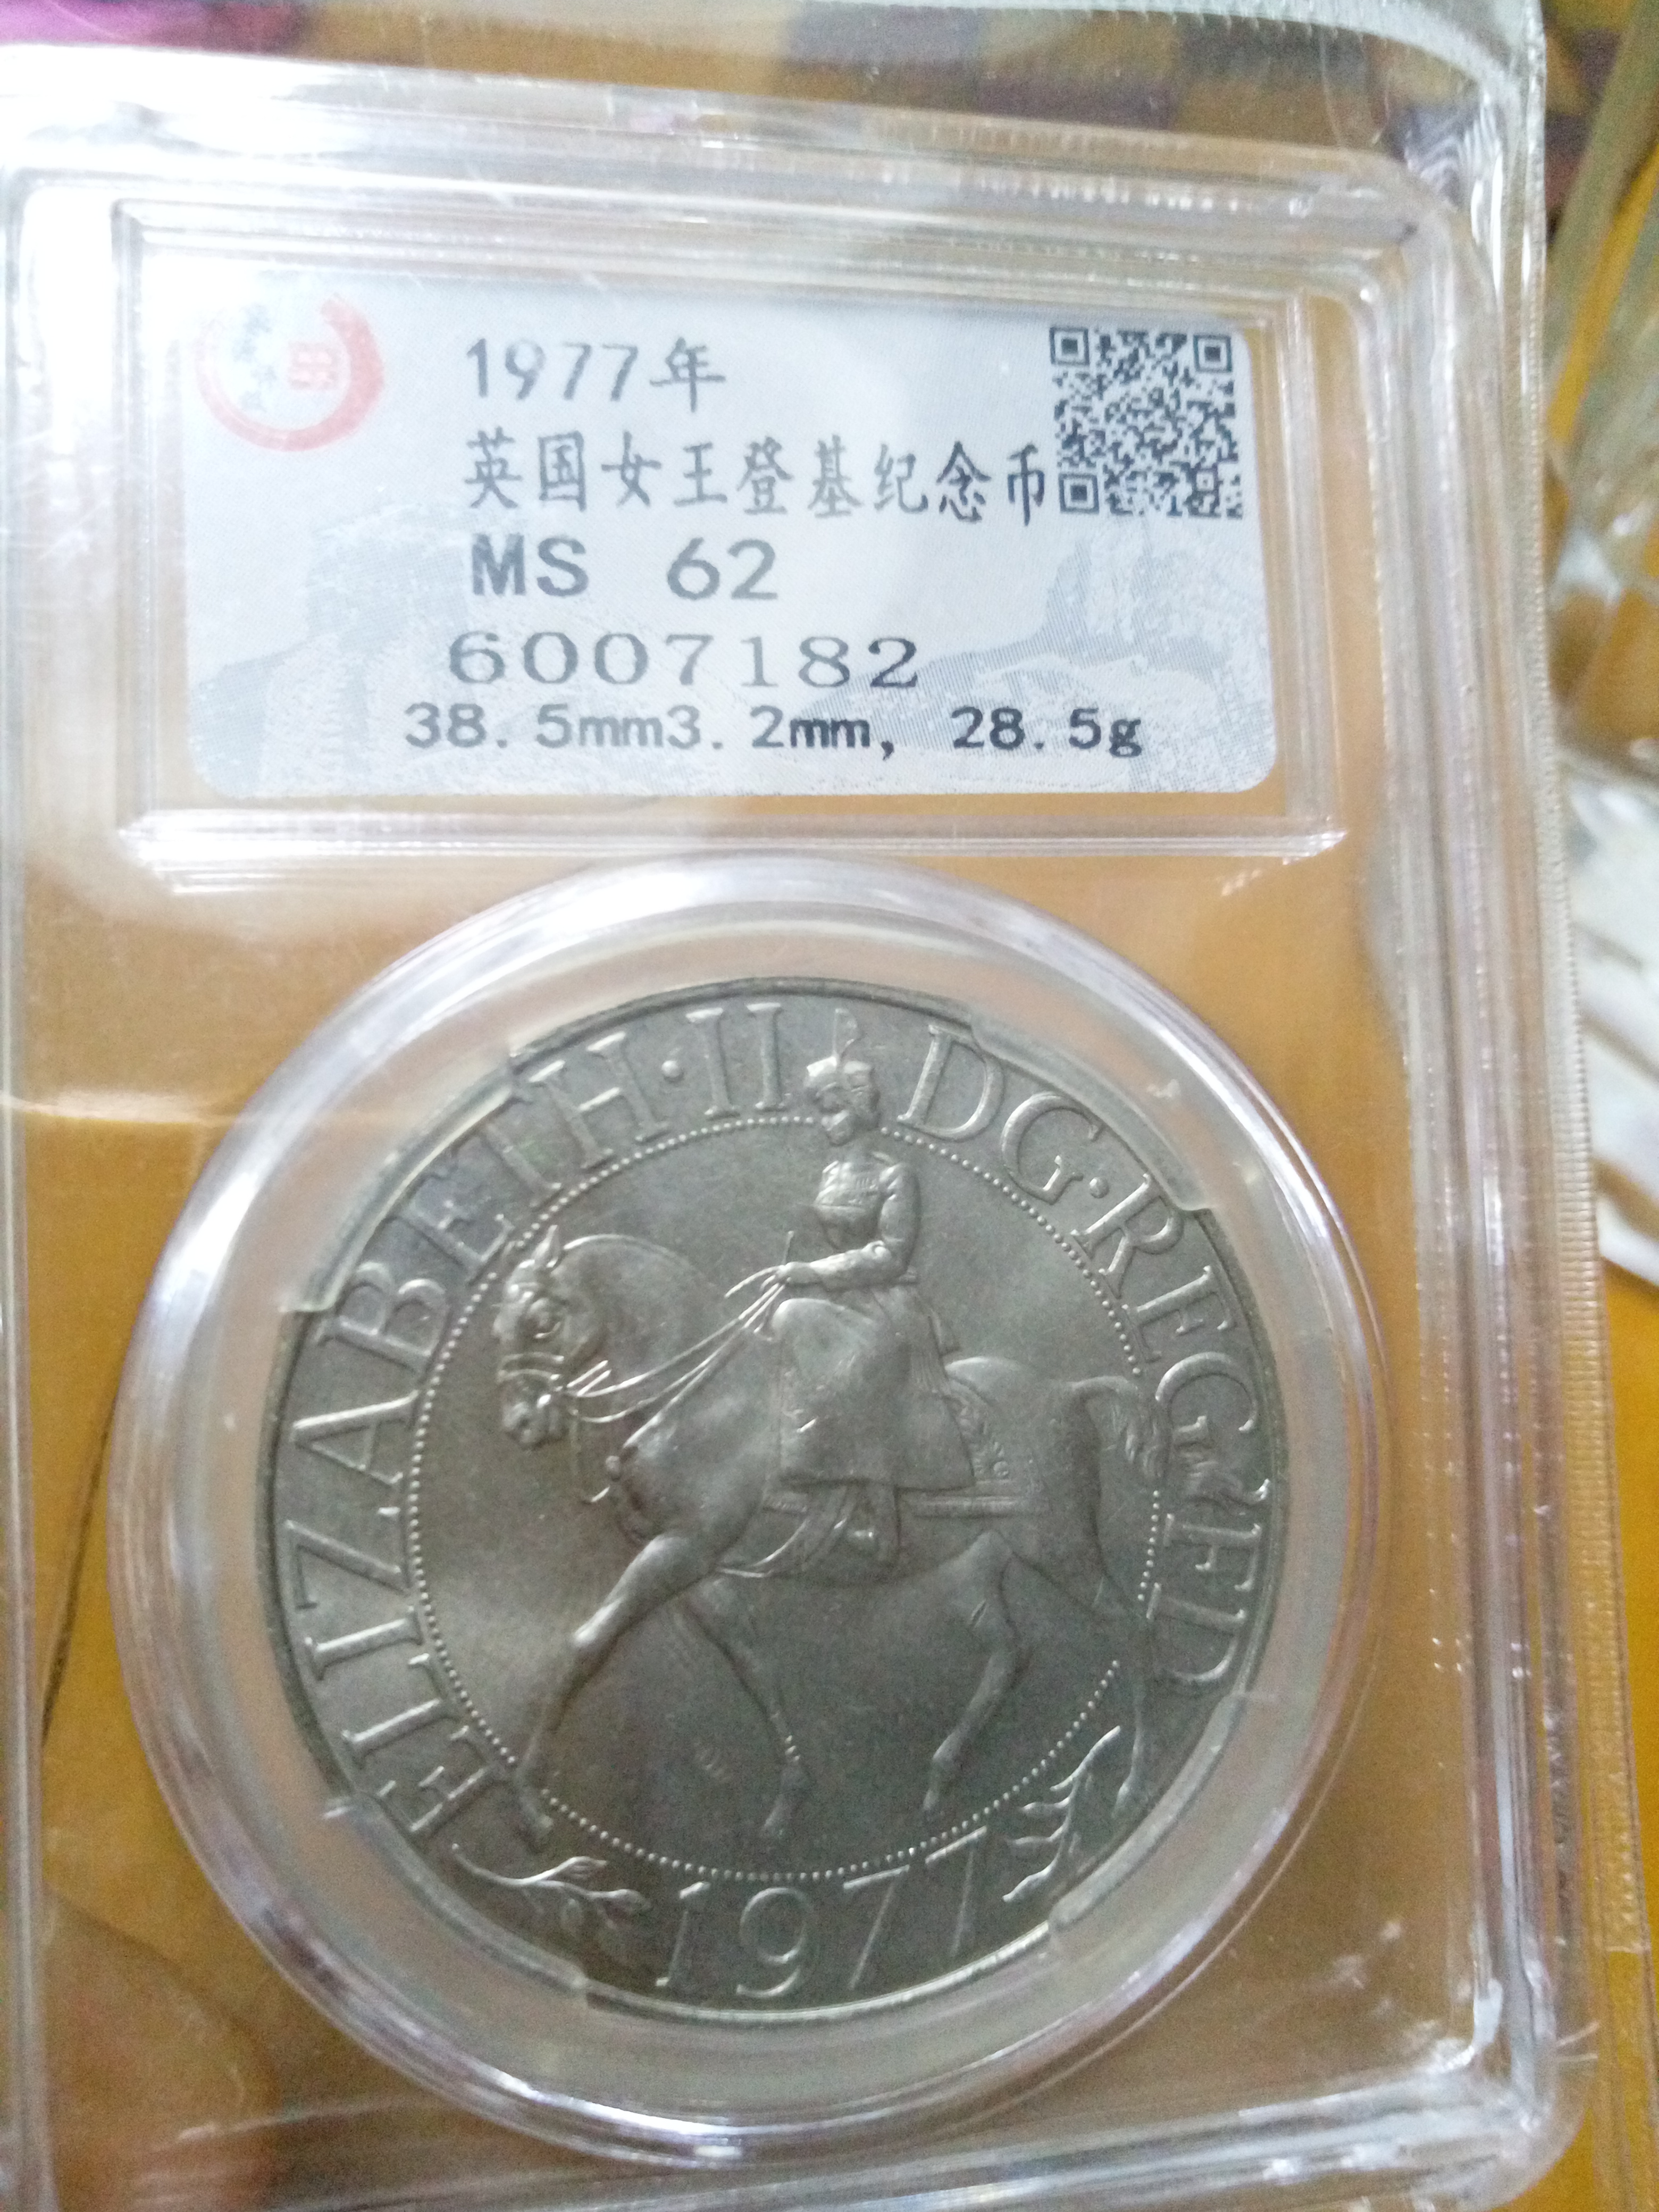 1977年
英国女王登基纪念币
MS 62
6007182
38.5mm3.2mm, 28.5g
ELIZABETH·II DG·REG FD
1977